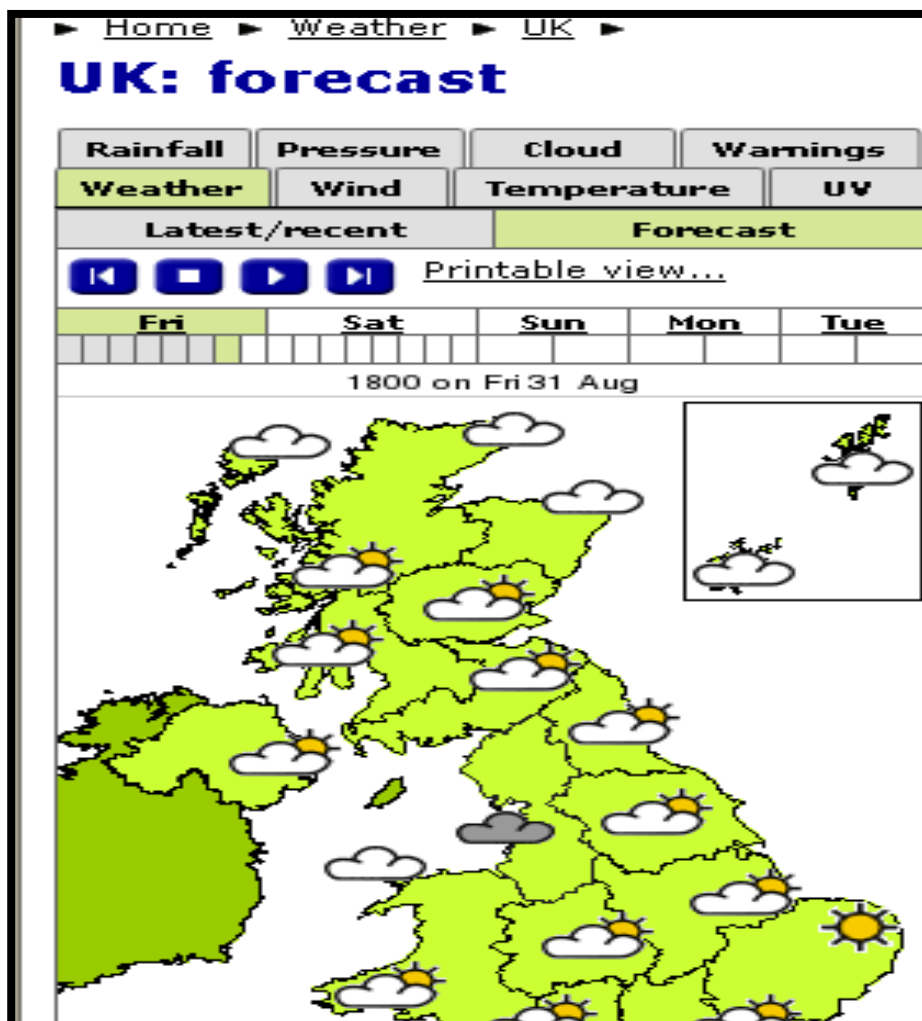 ► Home ► Weather ► UK ►
UK: forecast
Rainfall Pressure Cloud Warnings
Weather Wind Temperature UV
Latest/recent Forecast
Printable view...
Fri Sat Sun Mon Tue
1800 on Fri 31 Aug